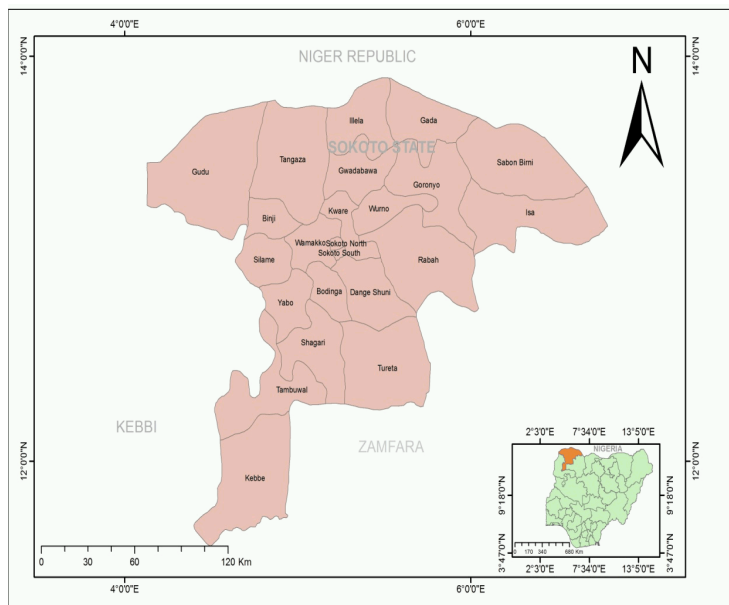 4°0'0"E 6°0'0"E
14°0'0"N 14°0'0"N
NIGER REPUBLIC
N
Illela Gada
SOKOTO STATE
Gudu Tangaza Gwadabawa Sabon Birni
Goronyo
Binji Kware Wurno Isa
Wamakko Sokoto North
Sokoto South
Silame Rabah
Yabo Bodinga Dange Shuni
Shagari
Tureta
Tambuwal
KEBBI
ZAMFARA
12°0'0"N 12°0'0"N
Kebbe
0 30 60 120 Km
4°0'0"E 6°0'0"E
2°3'0"E 7°34'0"E 13°5'0"E
NIGERIA
9°18'0"N 9°18'0"N
3°47'0"N 3°47'0"N
0 170 340 680 Km
2°3'0"E 7°34'0"E 13°5'0"E